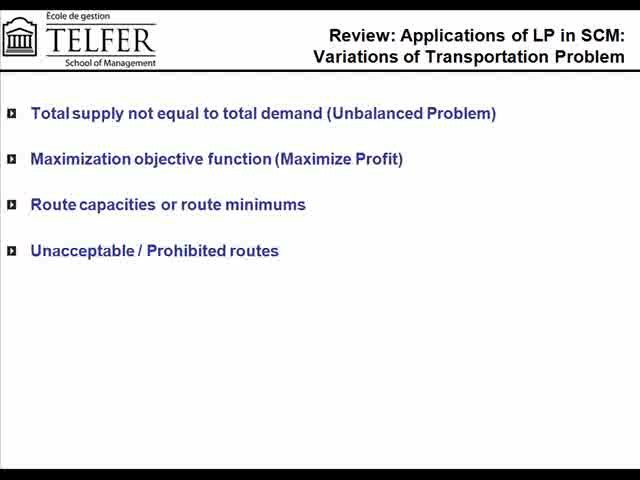 École de gestion
TELFER
School of Management
Review: Applications of LP in SCM:
Variations of Transportation Problem
Total supply not equal to total demand (Unbalanced Problem)
Maximization objective function (Maximize Profit)
Route capacities or route minimums
Unacceptable / Prohibited routes